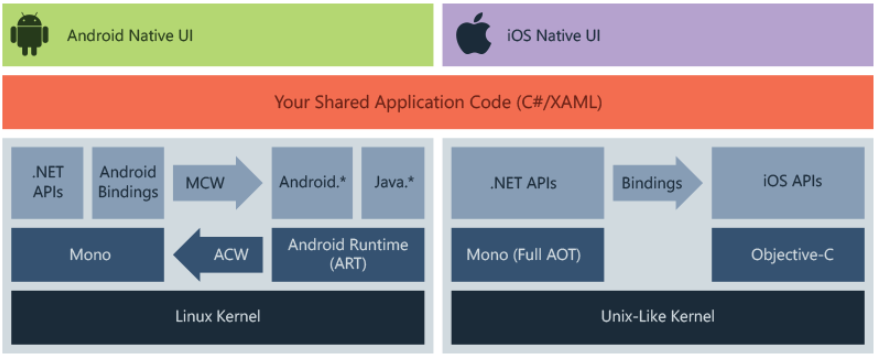 Android Native UI
iOS Native UI
Your Shared Application Code (C#/XAML)
.NET
APIs
Android
Bindings
MCW
Android.*
Java.*
Mono
ACW
Android Runtime
(ART)
Linux Kernel
.NET APIs
Bindings
iOS APIs
Mono (Full AOT)
Objective-C
Unix-Like Kernel